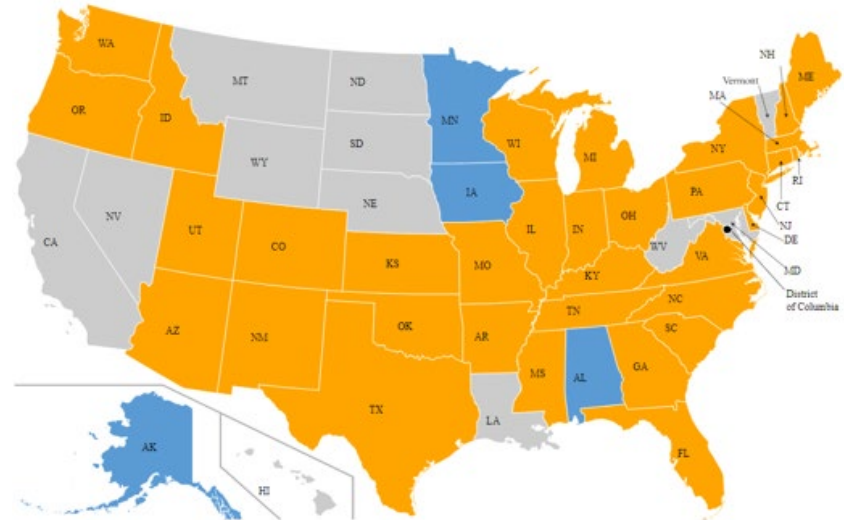 WA
MT
ND
NH
ME
Vermont
MA
OR
ID
MN
SD
WI
MI
NY
WY
IA
PA
RI
NE
CT
NV
UT
CO
IL
IN
OH
NJ
DE
CA
KS
MO
WV
VA
MD
KY
District
of Columbia
NC
TN
AZ
NM
OK
AR
SC
MS
AL
GA
TX
LA
AK
FL
HI